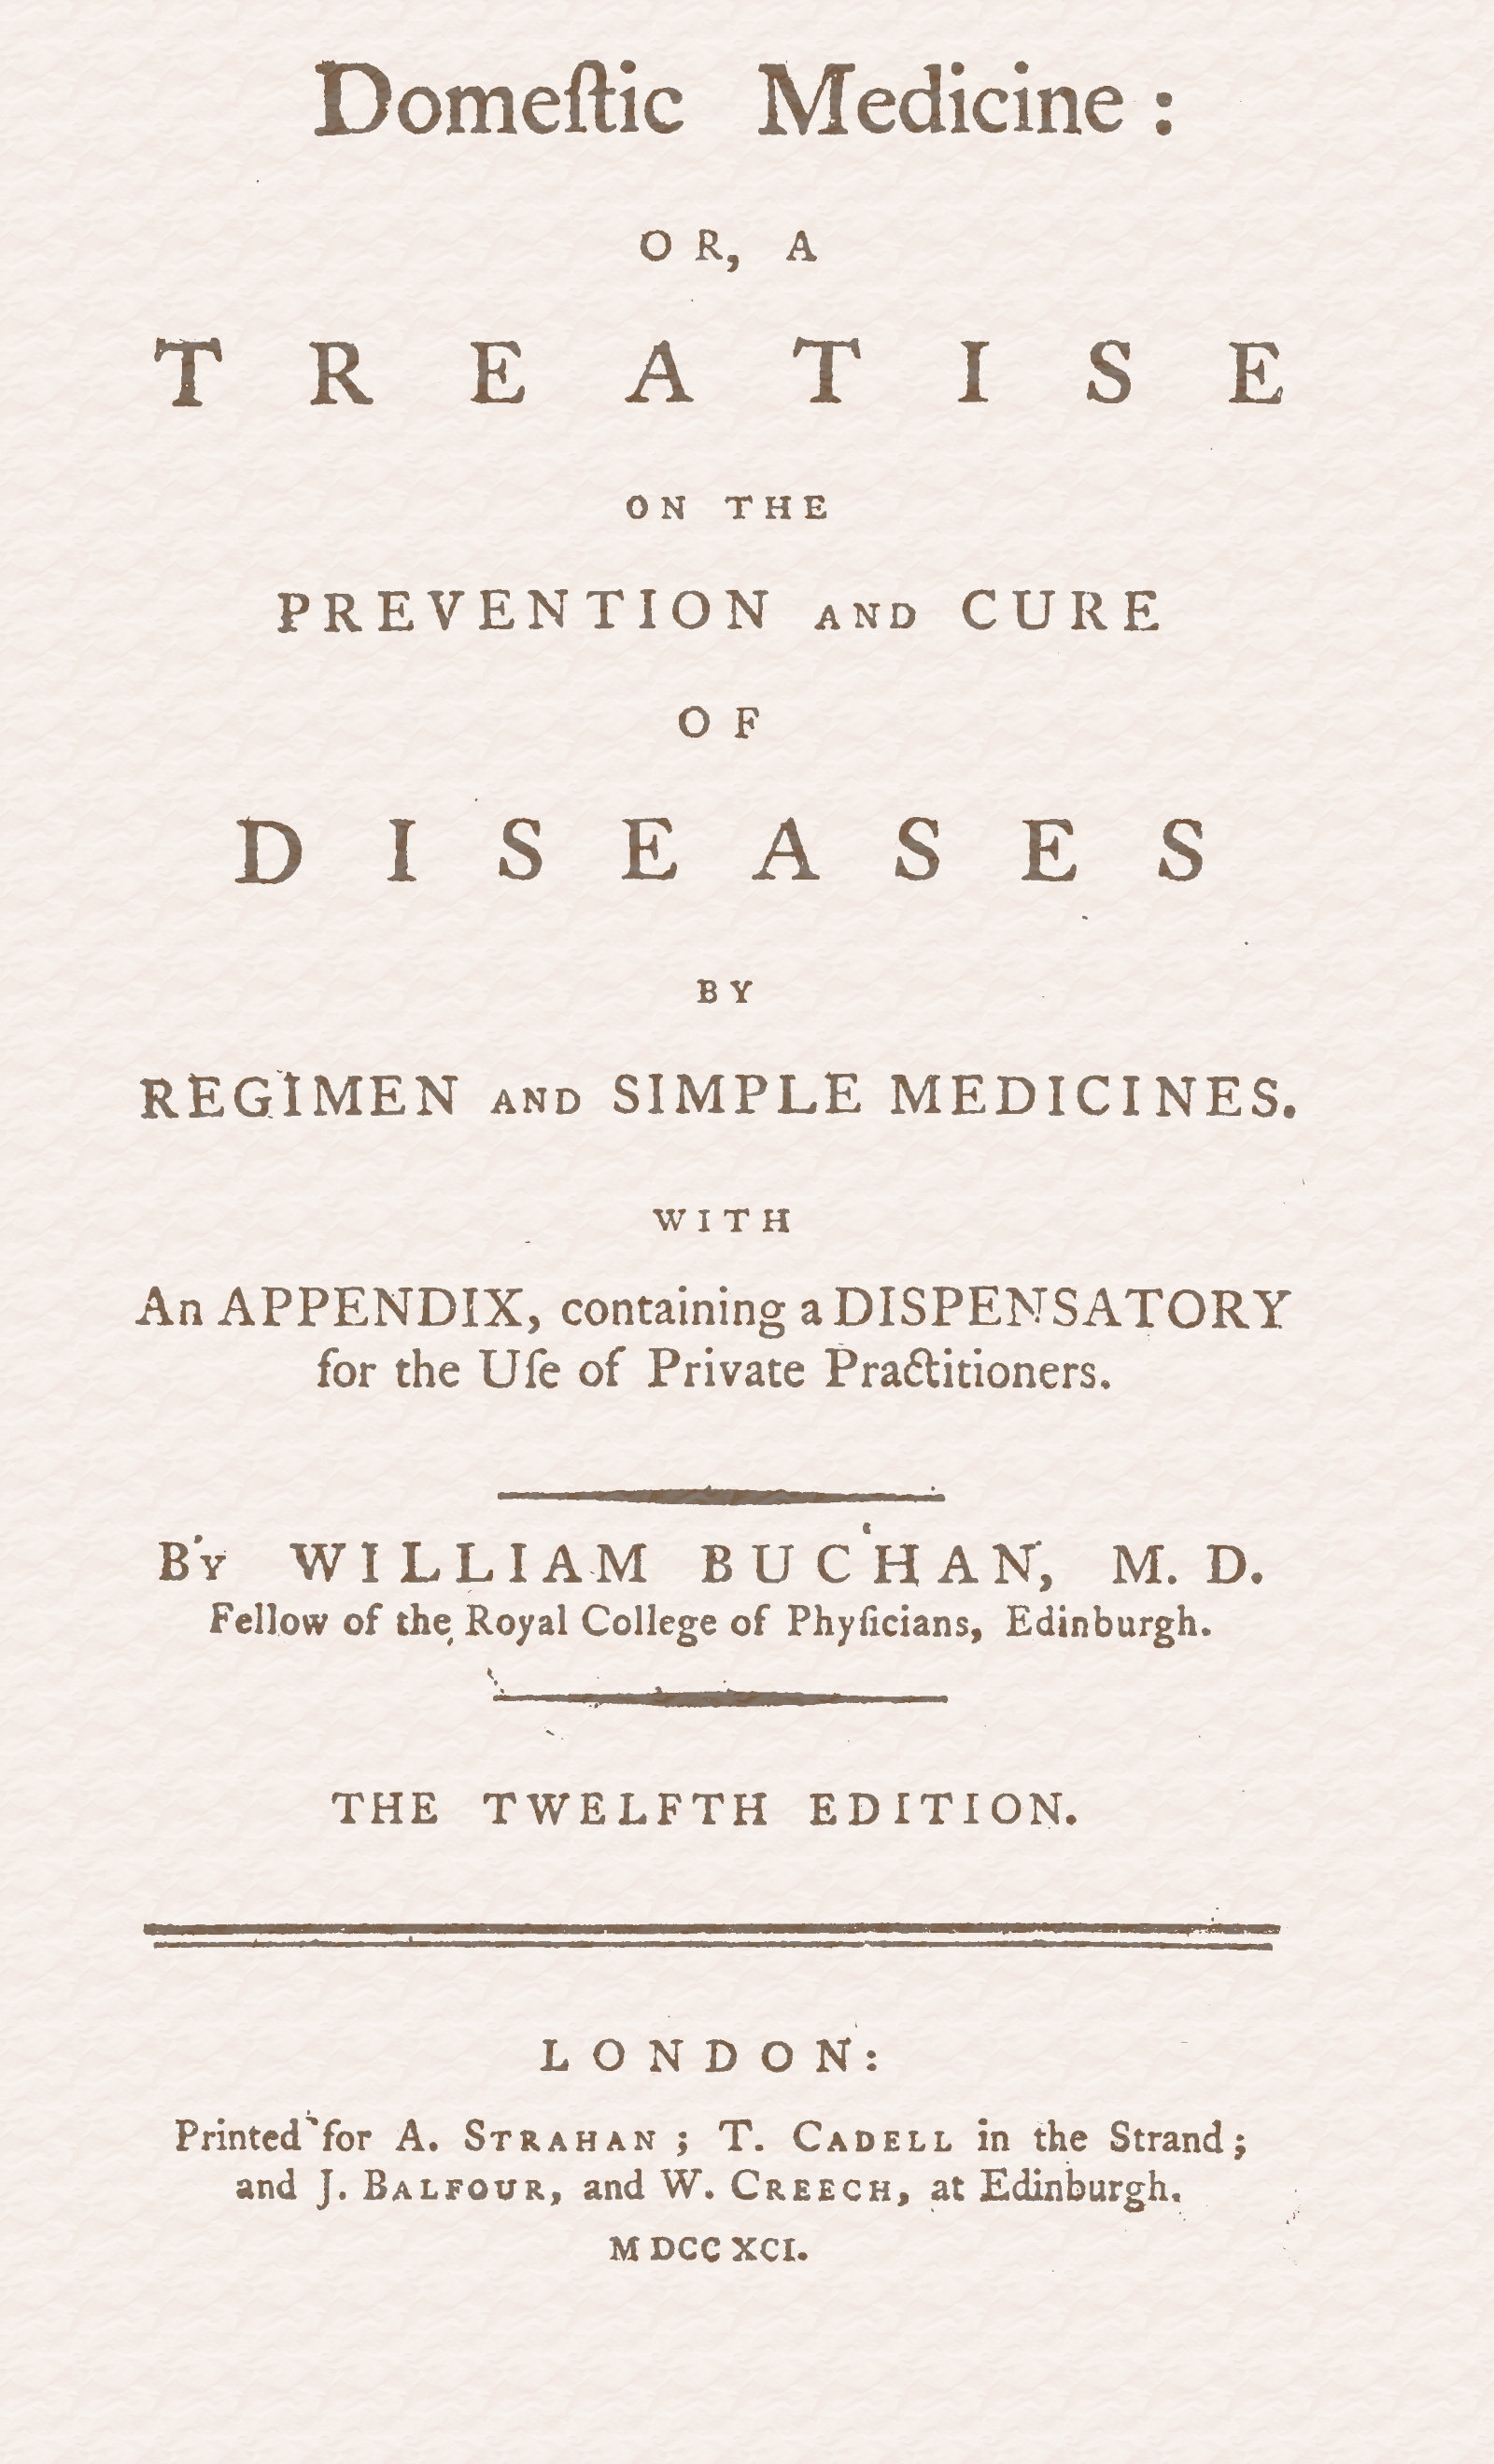 Domeſtic Medicine:
OR, A
TREATISE
ON THE
PREVENTION AND CURE
OF
DISEASES
BY
REGIMEN AND SIMPLE MEDICINES.
WITH
An APPENDIX, containing a DISPENSATORY
for the Uſe of Private Practitioners.
By WILLIAM BUCHAN, M. D.
Fellow of the Royal College of Phyſicians, Edinburgh.
THE TWELFTH EDITION.
LONDON:
Printed for A. STRAHAN; T. CADELL in the Strand;
and J. BALFOUR, and W. CREECH, at Edinburgh.
M DCC XCI.